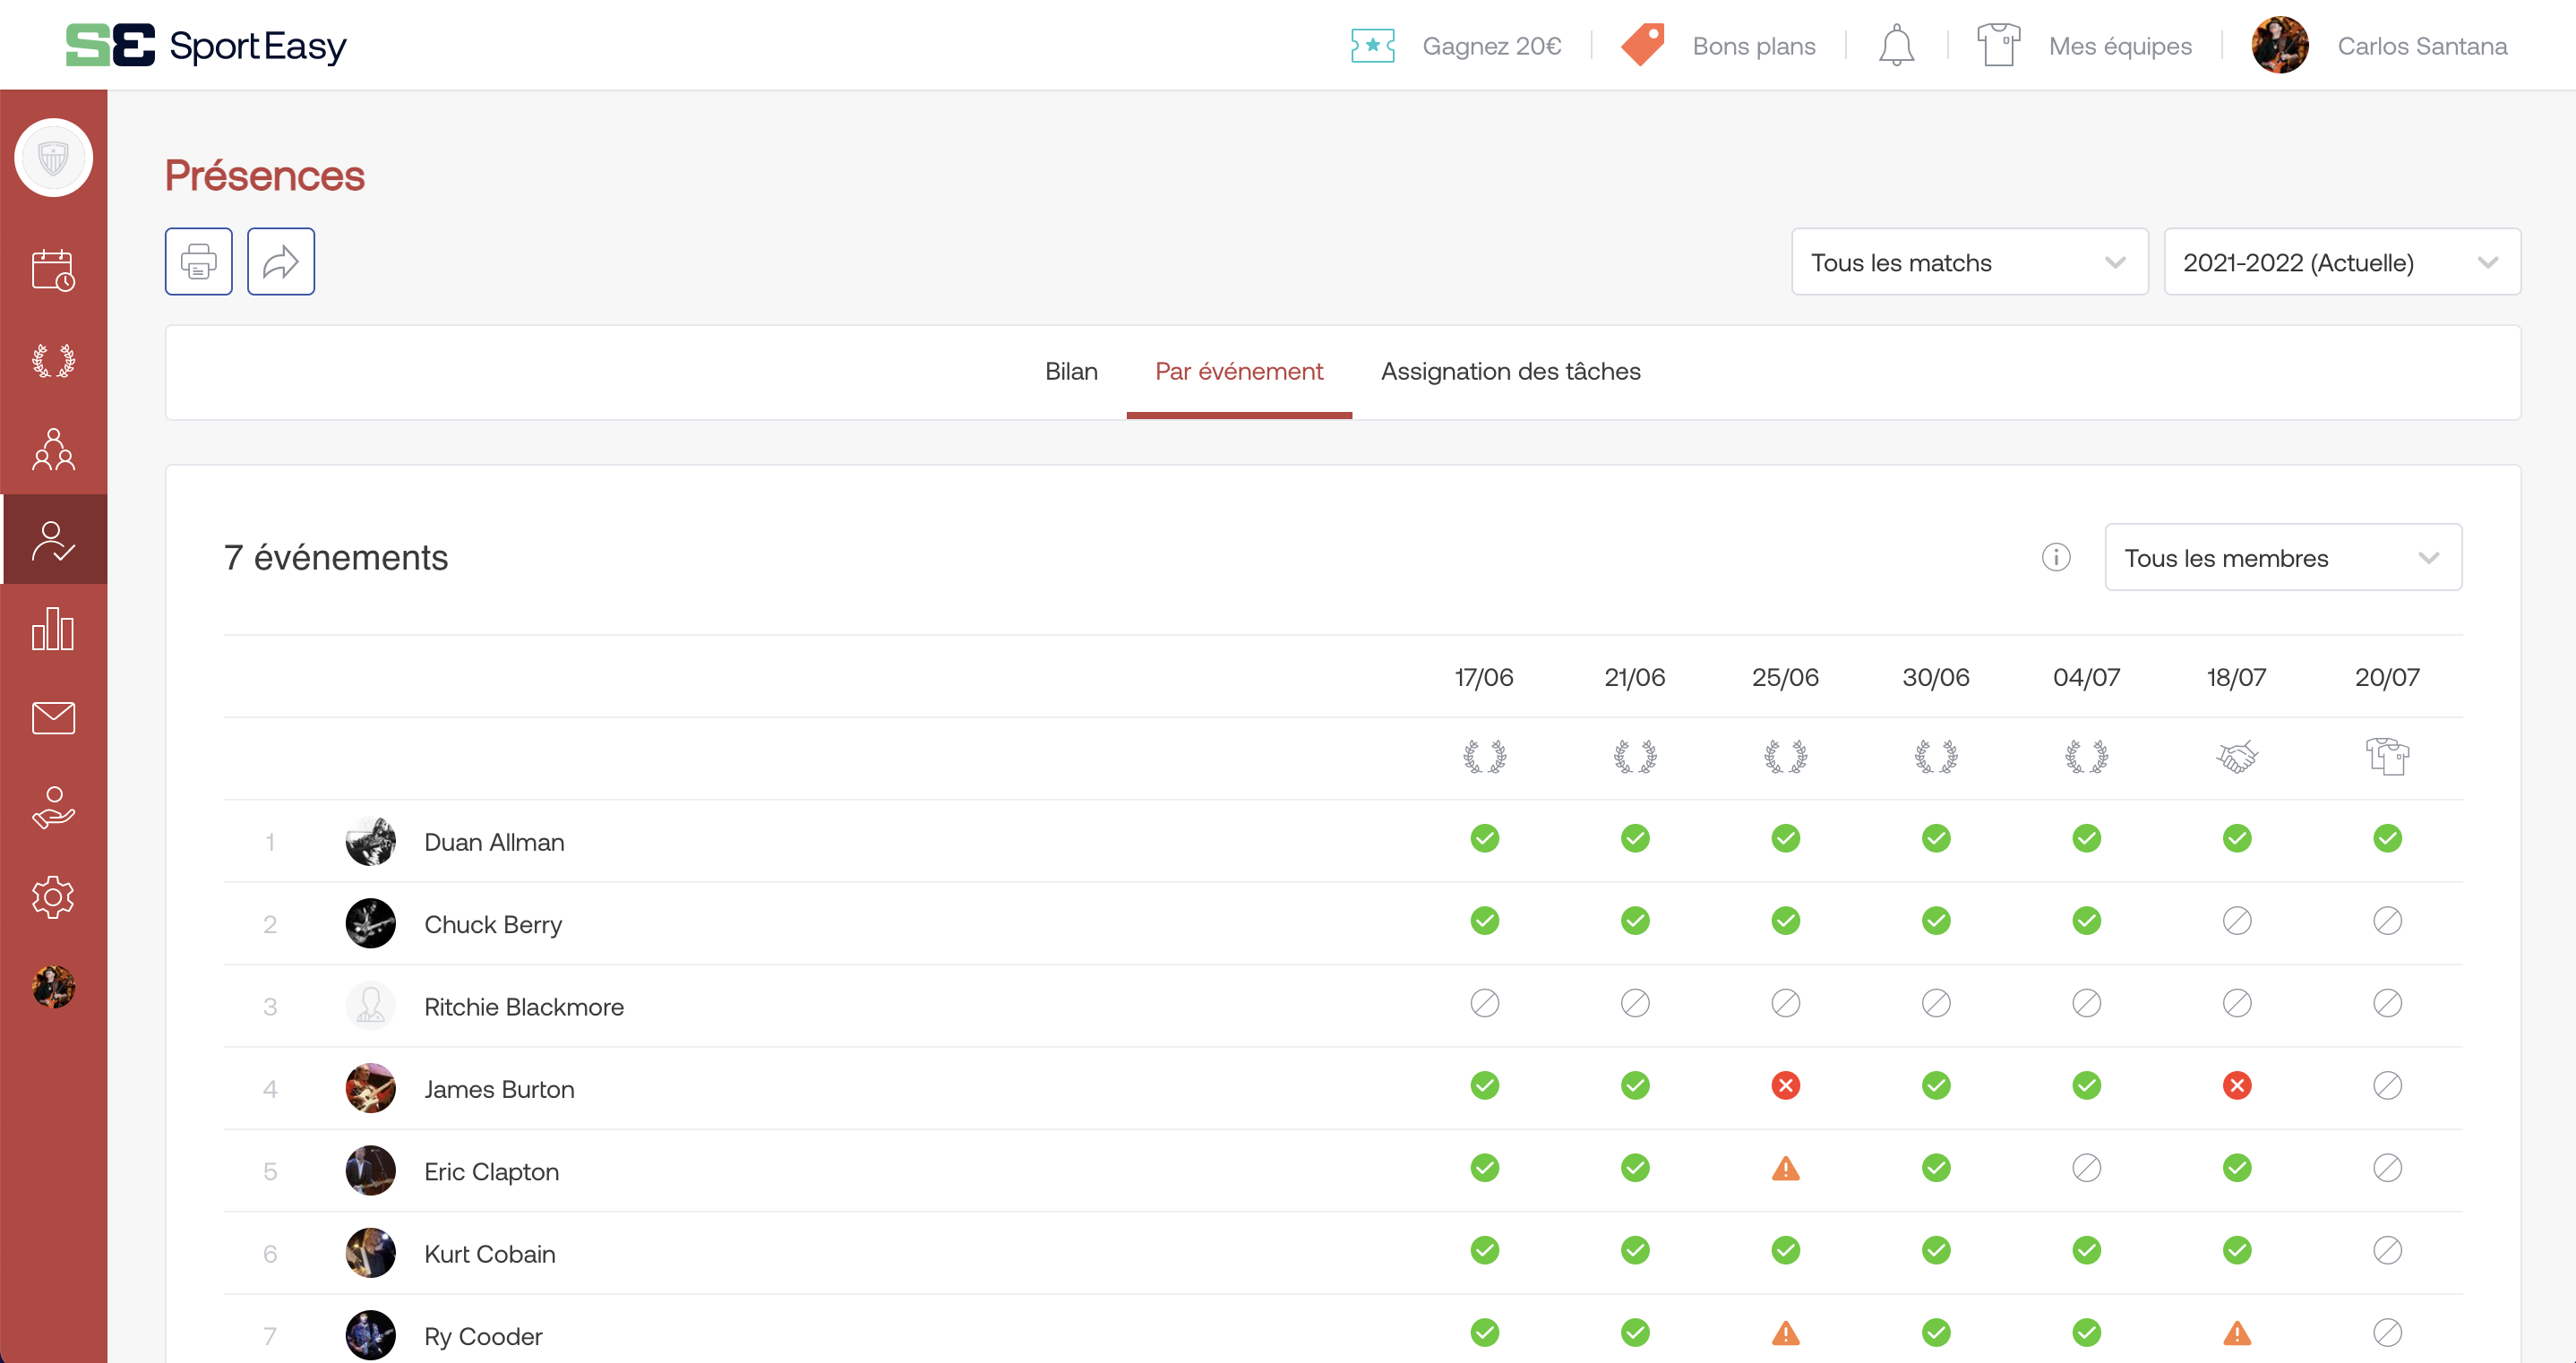 SE SportEasy
Gagnez 20€
Bons plans
Mes équipes
Carlos Santana
Présences
Tous les matchs
2021-2022 (Actuelle)
Bilan
Par événement
Assignation des tâches
7 événements
Tous les membres
17/06 21/06 25/06 30/06 04/07 18/07 20/07
1 Duan Allman
2 Chuck Berry
3 Ritchie Blackmore
4 James Burton
5 Eric Clapton
6 Kurt Cobain
7 Ry Cooder